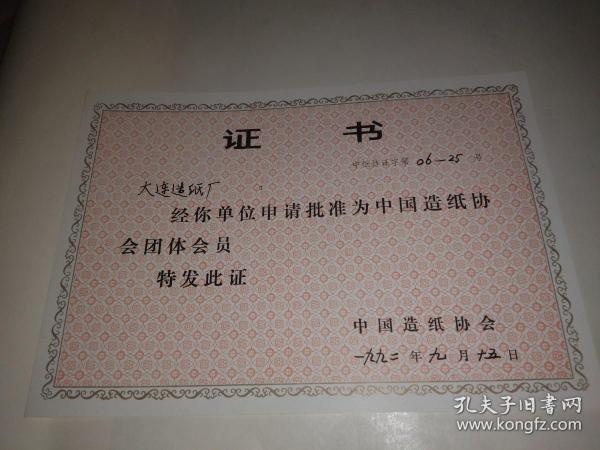 证 书
中纸协证字第 06-25 号
大连造纸厂：
经你单位申请批准为中国造纸协
会团体会员
特发此证
中国造纸协会
一九九二年九月十五日
孔夫子旧书网
www.kongfz.com